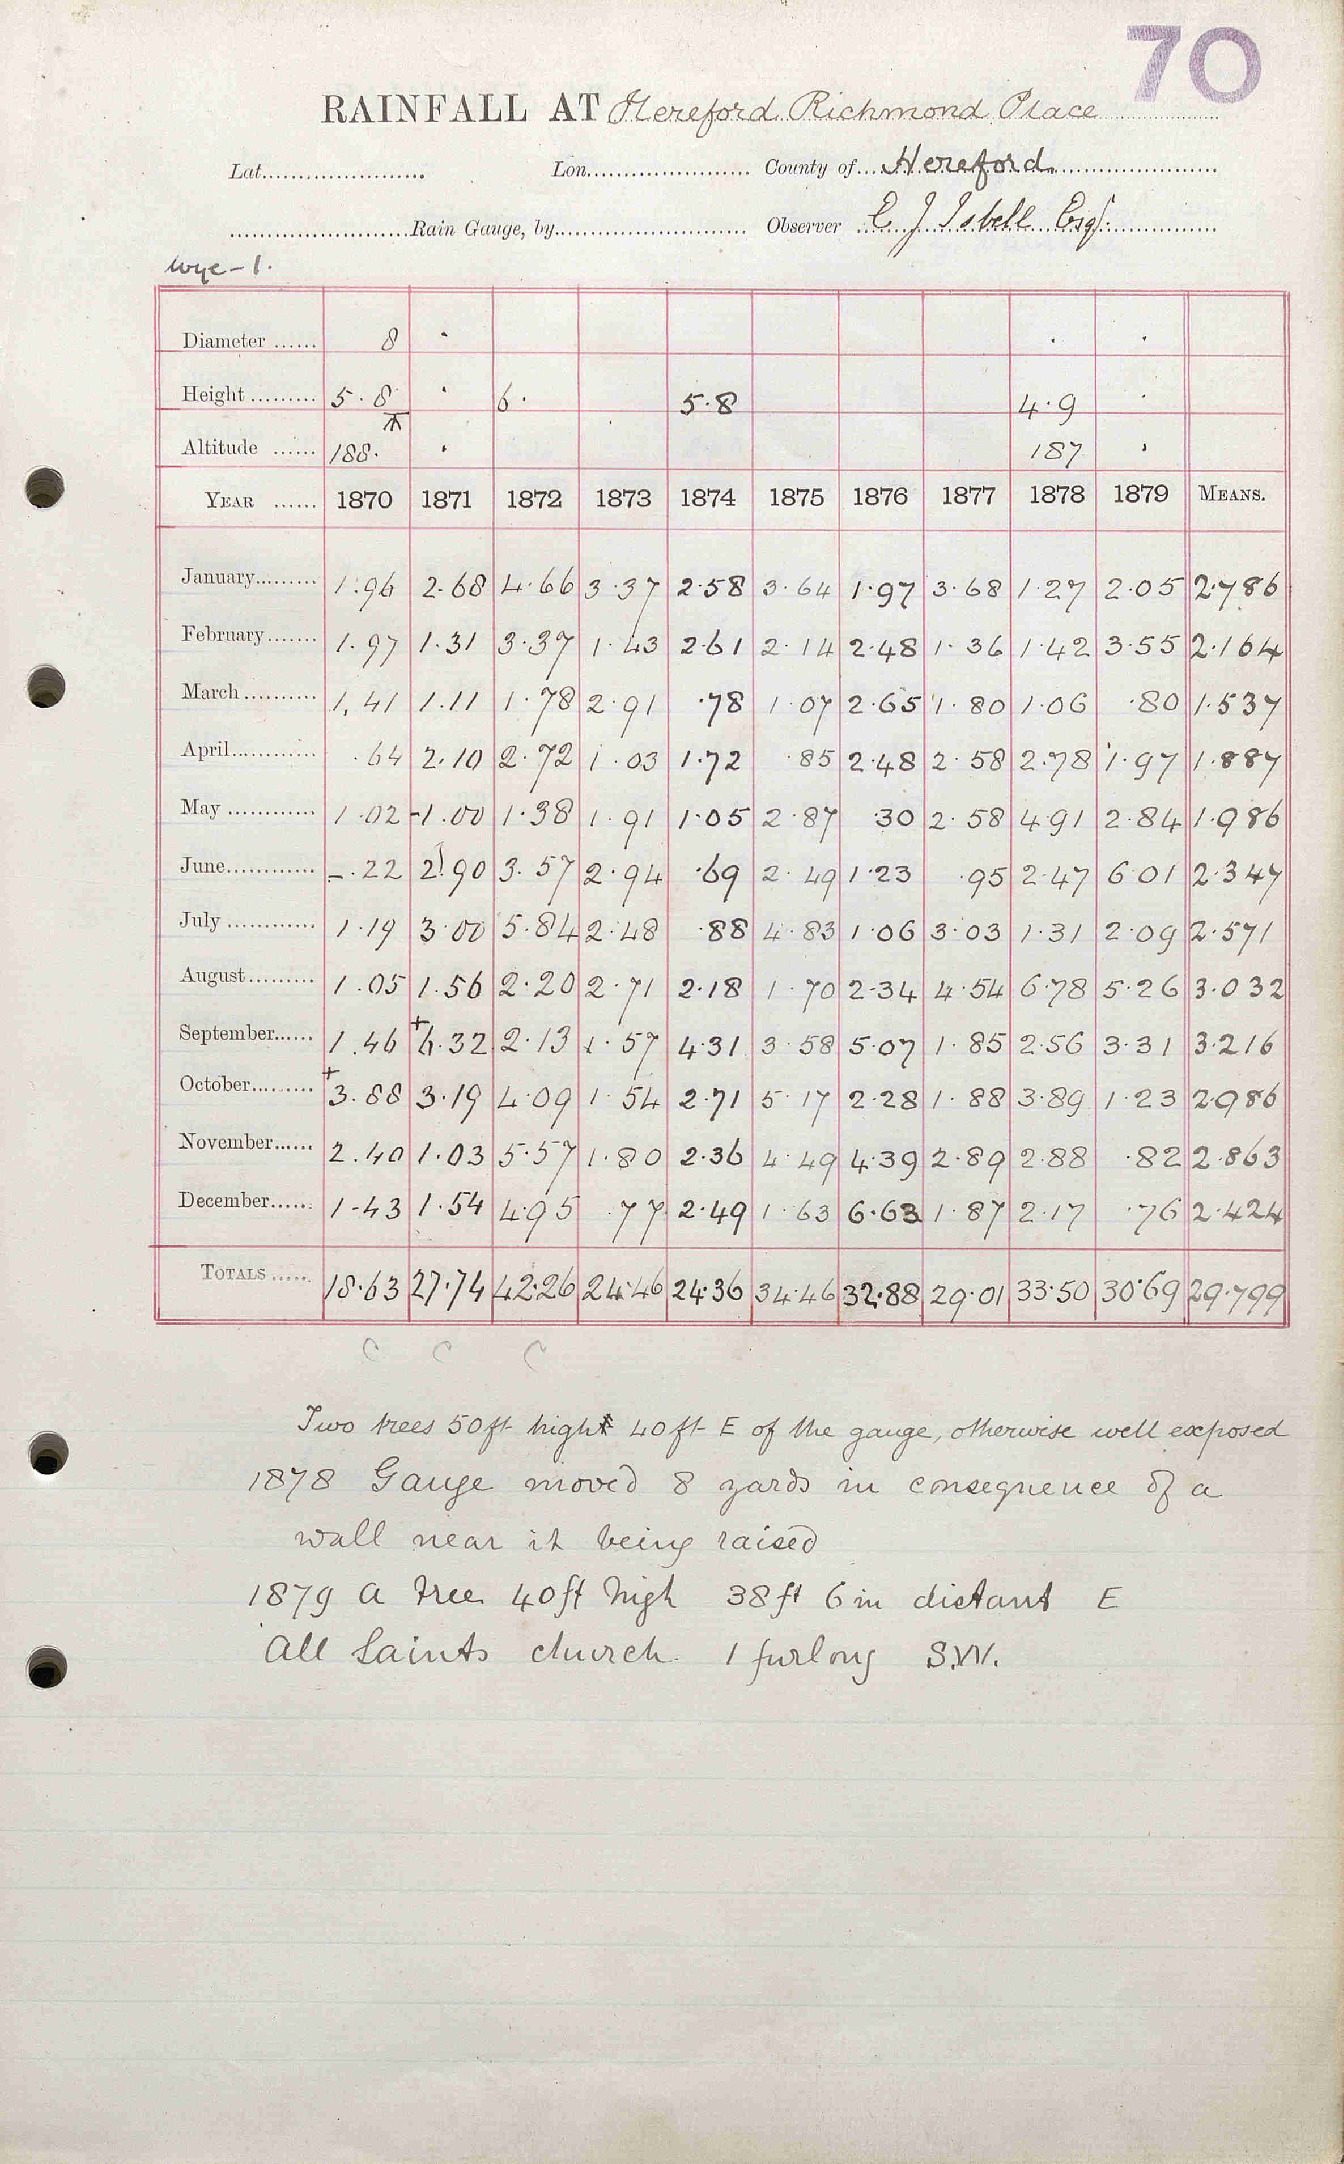 70
RAINFALL AT Hereford Richmond Place
Lat. Lon. County of Hereford
Rain Gauge, by Observer E J Isbell Esq.
Wye - 1.
Diameter 8 · · ·
Height 5.8 · 6. 5.8 4.9 ·
Altitude 188. · 187 ·
YEAR 1870 1871 1872 1873 1874 1875 1876 1877 1878 1879 MEANS.
January 1.96 2.68 4.66 3.37 2.58 3.64 1.97 3.68 1.27 2.05 2.786
February 1.97 1.31 3.37 1.43 2.61 2.14 2.48 1.36 1.42 3.55 2.164
March 1.41 1.11 1.78 2.91 .78 1.07 2.65 1.80 1.06 .80 1.537
April .64 2.10 2.72 1.03 1.72 .85 2.48 2.58 2.78 1.97 1.887
May 1.02 1.00 1.38 1.91 1.05 2.87 .30 2.58 4.91 2.84 1.986
June .22 2.90 3.57 2.94 .69 2.49 1.23 .95 2.47 6.01 2.347
July 1.19 3.00 5.84 2.48 .88 4.83 1.06 3.03 1.31 2.09 2.571
August 1.05 1.56 2.20 2.71 2.18 1.70 2.34 4.54 6.78 5.26 3.032
September 1.46 +6.32 2.13 1.57 4.31 3.58 5.07 1.85 2.56 3.31 3.216
October +3.88 3.19 4.09 1.54 2.71 5.17 2.28 1.88 3.89 1.23 2.986
November 2.40 1.03 5.57 1.80 2.36 4.49 4.39 2.89 2.88 .82 2.863
December 1.43 1.54 4.95 .77 2.49 1.63 6.63 1.87 2.17 .76 2.424
TOTALS 18.63 27.74 42.26 24.46 24.36 34.46 32.88 29.01 33.50 30.69 29.799
C C C
Two trees 50ft high 40ft E of the gauge, otherwise well exposed
1878 Gauge moved 8 yards in consequence of a
wall near it being raised
1879 a tree 40ft high 38ft 6in distant E
All Saints church 1 furlong S.W.